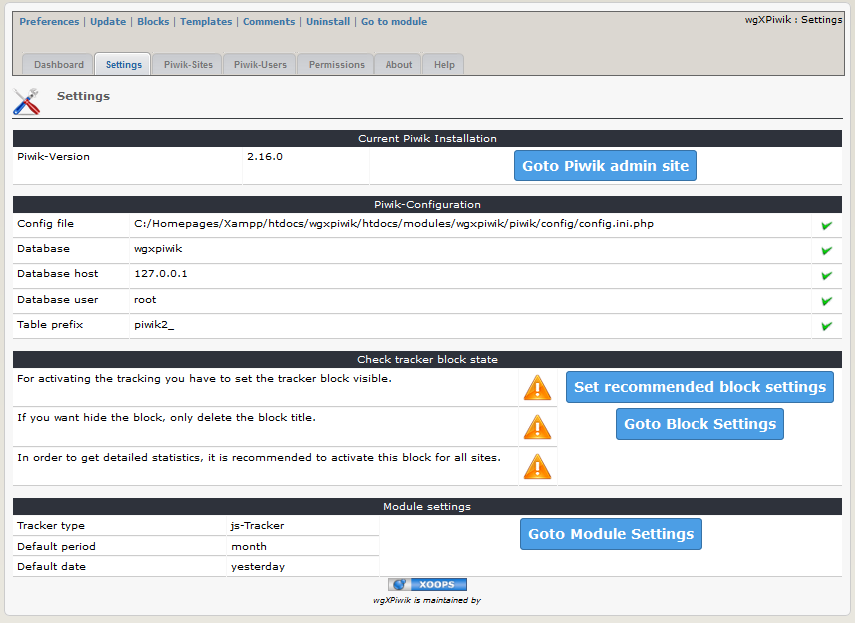 Preferences | Update | Blocks | Templates | Comments | Uninstall | Go to module
wgXPiwik : Settings
Dashboard Settings Piwik-Sites Piwik-Users Permissions About Help
Settings
Current Piwik Installation
Piwik-Version 2.16.0 Goto Piwik admin site
Piwik-Configuration
Config file C:/Homepages/Xampp/htdocs/wgxpiwik/htdocs/modules/wgxpiwik/piwik/config/config.ini.php
Database wgxpiwik
Database host 127.0.0.1
Database user root
Table prefix piwik2_
Check tracker block state
For activating the tracking you have to set the tracker block visible. Set recommended block settings
If you want hide the block, only delete the block title. Goto Block Settings
In order to get detailed statistics, it is recommended to activate this block for all sites.
Module settings
Tracker type js-Tracker Goto Module Settings
Default period month
Default date yesterday
XOOPS
wgXPiwik is maintained by